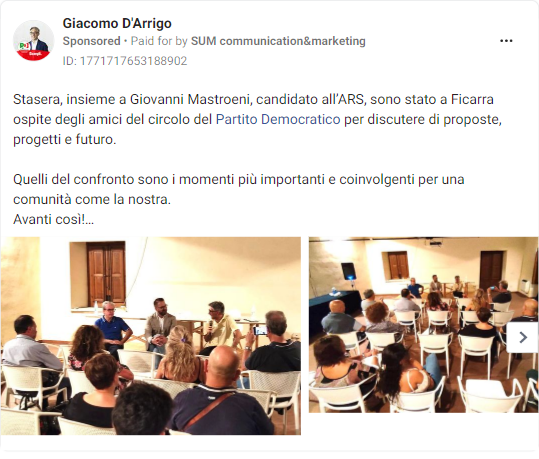 Giacomo D'Arrigo
Sponsored • Paid for by SUM communication&marketing
ID: 1771717653188902
Stasera, insieme a Giovanni Mastroeni, candidato all'ARS, sono stato a Ficarra
ospite degli amici del circolo del Partito Democratico per discutere di proposte,
progetti e futuro.
Quelli del confronto sono i momenti più importanti e coinvolgenti per una
comunità come la nostra.
Avanti così!...